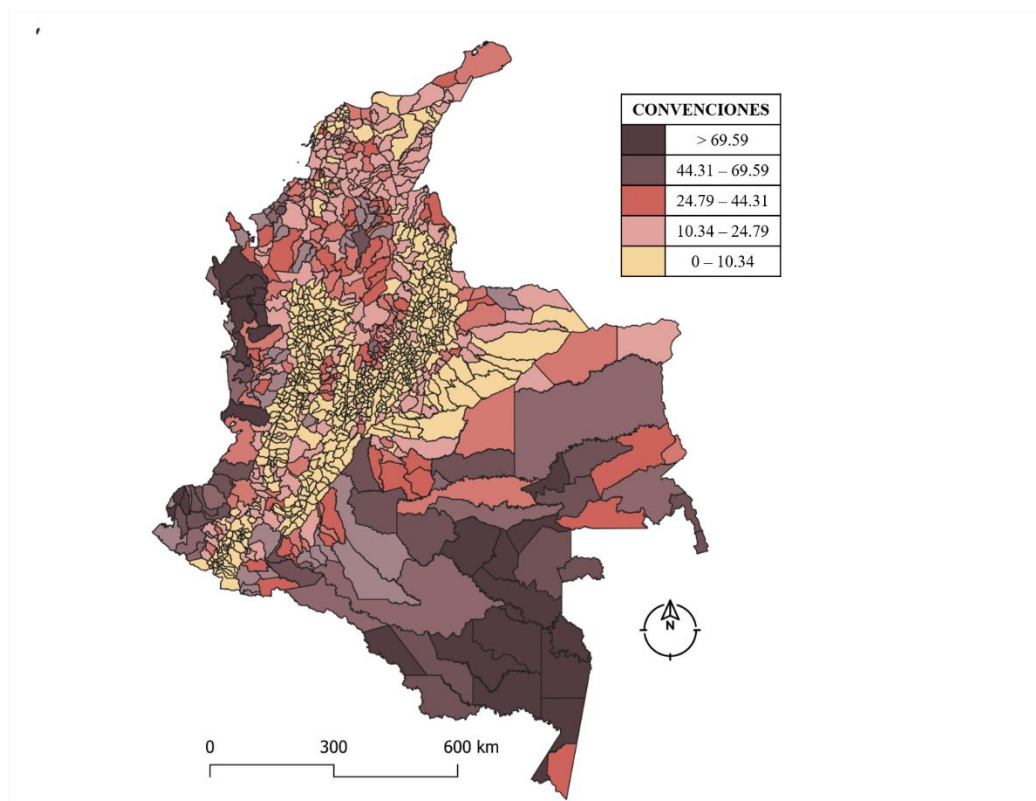 ,
CONVENCIONES
> 69.59
44.31 – 69.59
24.79 – 44.31
10.34 – 24.79
0 – 10.34
N
0 300 600 km